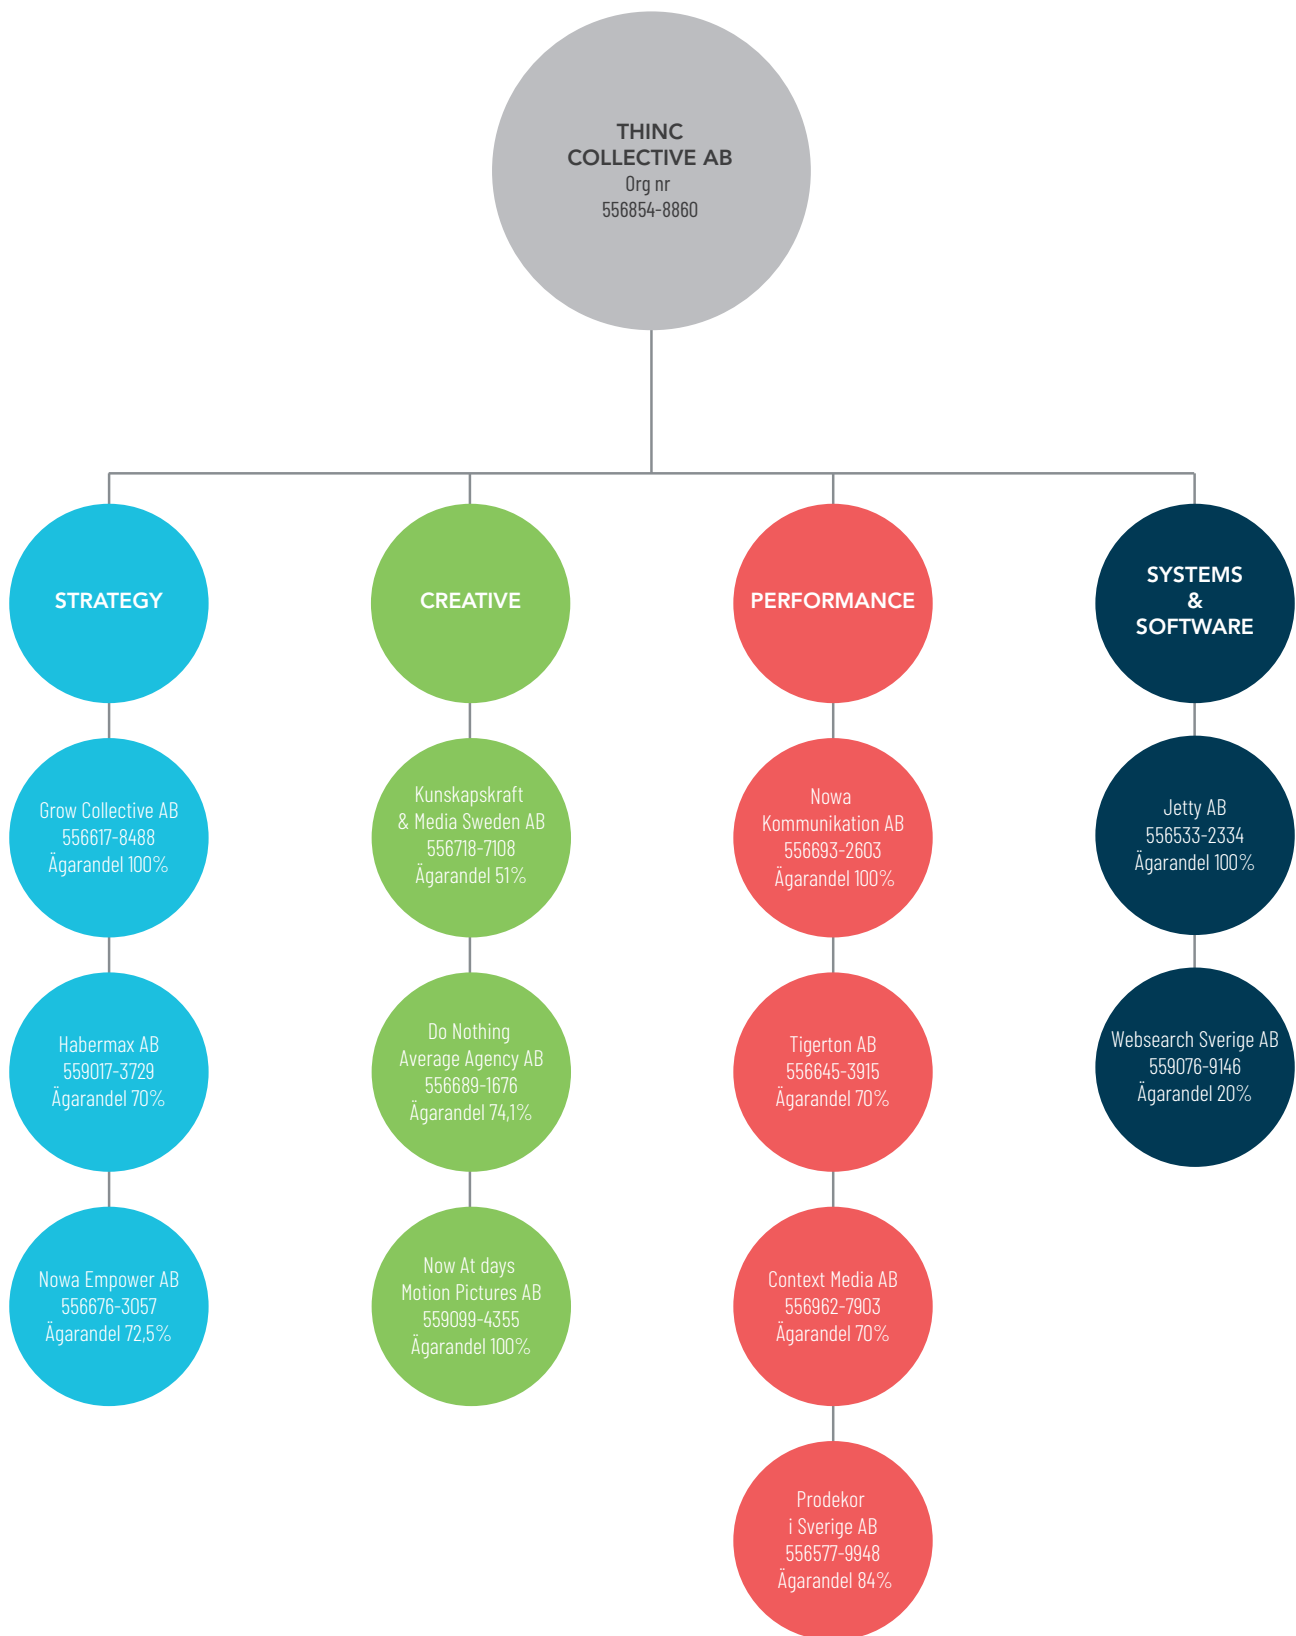 THINC
COLLECTIVE AB
Org nr
556854-8860
STRATEGY
Grow Collective AB
556617-8488
Ägarandel 100%
Habermax AB
559017-3729
Ägarandel 70%
Nowa Empower AB
556676-3057
Ägarandel 72,5%
CREATIVE
Kunskapskraft
& Media Sweden AB
556718-7108
Ägarandel 51%
Do Nothing
Average Agency AB
556689-1676
Ägarandel 74,1%
Now At days
Motion Pictures AB
559099-4355
Ägarandel 100%
PERFORMANCE
Nowa
Kommunikation AB
556693-2603
Ägarandel 100%
Tigerton AB
556645-3915
Ägarandel 70%
Context Media AB
556962-7903
Ägarandel 70%
Prodekor
i Sverige AB
556577-9948
Ägarandel 84%
SYSTEMS
&
SOFTWARE
Jetty AB
556533-2334
Ägarandel 100%
Websearch Sverige AB
559076-9146
Ägarandel 20%